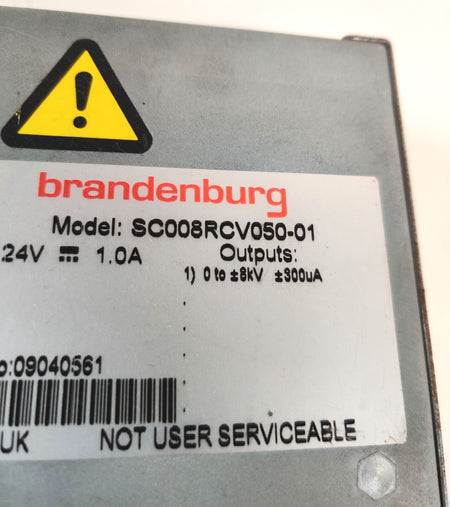 !
brandenburg
Model: SC008RCV050-01
24V ⎓ 1.0A Outputs:
1) 0 to ±8kV ±300uA
o:09040561
UK NOT USER SERVICEABLE